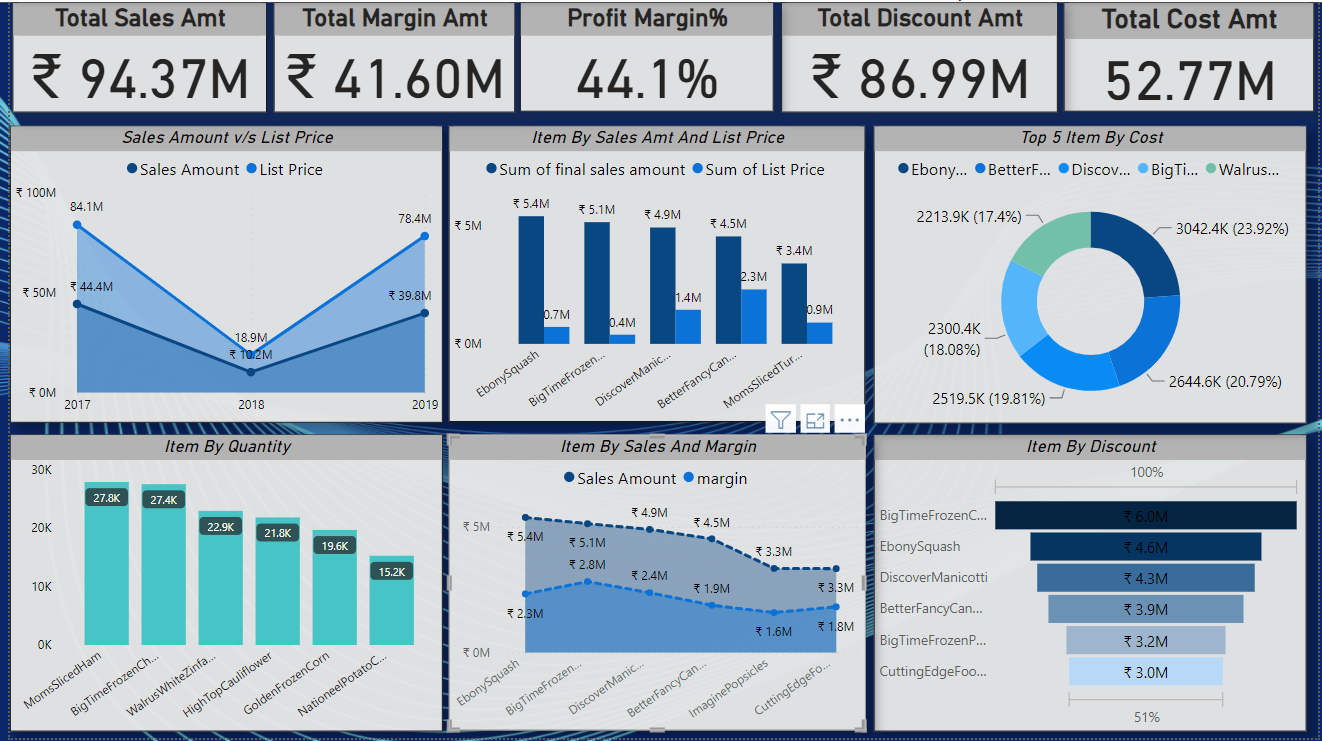 Total Sales Amt
₹ 94.37M
Total Margin Amt
₹ 41.60M
Profit Margin%
44.1%
Total Discount Amt
₹ 86.99M
Total Cost Amt
52.77M
Sales Amount v/s List Price
Sales Amount List Price
₹ 100M
₹ 50M
₹ 0M
84.1M
₹ 44.4M
18.9M
₹ 10.2M
78.4M
₹ 39.8M
2017 2018 2019
Item By Sales Amt And List Price
Sum of final sales amount Sum of List Price
₹ 5M
₹ 0M
₹ 5.4M
0.7M
₹ 5.1M
0.4M
₹ 4.9M
1.4M
₹ 4.5M
2.3M
₹ 3.4M
0.9M
EbonySquash
BigTimeFrozen...
DiscoverManic...
BetterFancyCan...
MomsSlicedTur...
Top 5 Item By Cost
Ebony... BetterF... Discov... BigTi... Walrus...
2213.9K (17.4%)
3042.4K (23.92%)
2300.4K
(18.08%)
2644.6K (20.79%)
2519.5K (19.81%)
Item By Quantity
30K
20K
10K
0K
27.8K
27.4K
22.9K
21.8K
19.6K
15.2K
MomsSlicedHam
BigTimeFrozenCh...
WalrusWhiteZinfa...
HighTopCauliflower
GoldenFrozenCorn
NationeelPotatoC...
Item By Sales And Margin
Sales Amount margin
₹ 5M
₹ 0M
₹ 5.4M
₹ 5.1M
₹ 4.9M
₹ 4.5M
₹ 3.3M
₹ 3.3M
₹ 2.3M
₹ 2.8M
₹ 2.4M
₹ 1.9M
₹ 1.6M
₹ 1.8M
EbonySquash
BigTimeFrozen...
DiscoverManic...
BetterFancyCan...
ImaginePopsicles
CuttingEdgeFo...
Item By Discount
100%
BigTimeFrozenC... ₹ 6.0M
EbonySquash ₹ 4.6M
DiscoverManicotti ₹ 4.3M
BetterFancyCan... ₹ 3.9M
BigTimeFrozenP... ₹ 3.2M
CuttingEdgeFoo... ₹ 3.0M
51%